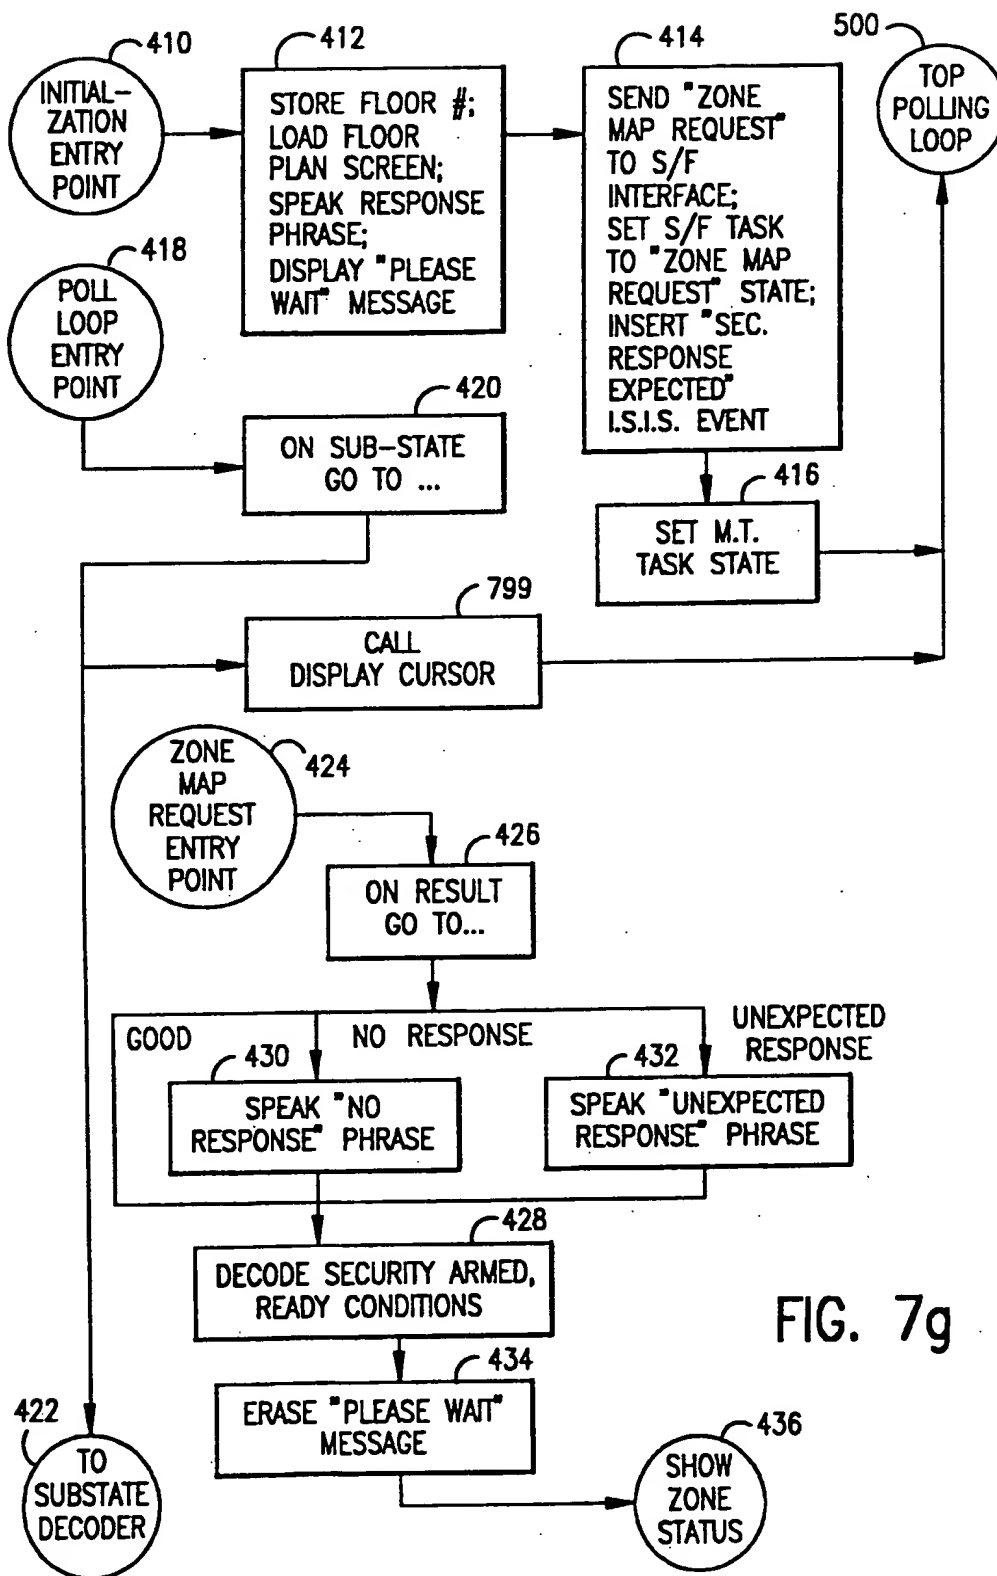 410
INITIAL-
ZATION
ENTRY
POINT
412
STORE FLOOR #;
LOAD FLOOR
PLAN SCREEN;
SPEAK RESPONSE
PHRASE;
DISPLAY "PLEASE
WAIT" MESSAGE
414
SEND "ZONE
MAP REQUEST"
TO S/F
INTERFACE;
SET S/F TASK
TO "ZONE MAP
REQUEST" STATE;
INSERT "SEC.
RESPONSE
EXPECTED"
I.S.I.S. EVENT
500
TOP
POLLING
LOOP
418
POLL
LOOP
ENTRY
POINT
420
ON SUB-STATE
GO TO ...
416
SET M.T.
TASK STATE
799
CALL
DISPLAY CURSOR
424
ZONE
MAP
REQUEST
ENTRY
POINT
426
ON RESULT
GO TO...
GOOD
NO RESPONSE
UNEXPECTED
RESPONSE
430
SPEAK "NO
RESPONSE" PHRASE
432
SPEAK "UNEXPECTED
RESPONSE" PHRASE
428
DECODE SECURITY ARMED,
READY CONDITIONS
434
ERASE "PLEASE WAIT"
MESSAGE
422
TO
SUBSTATE
DECODER
436
SHOW
ZONE
STATUS
FIG. 7g